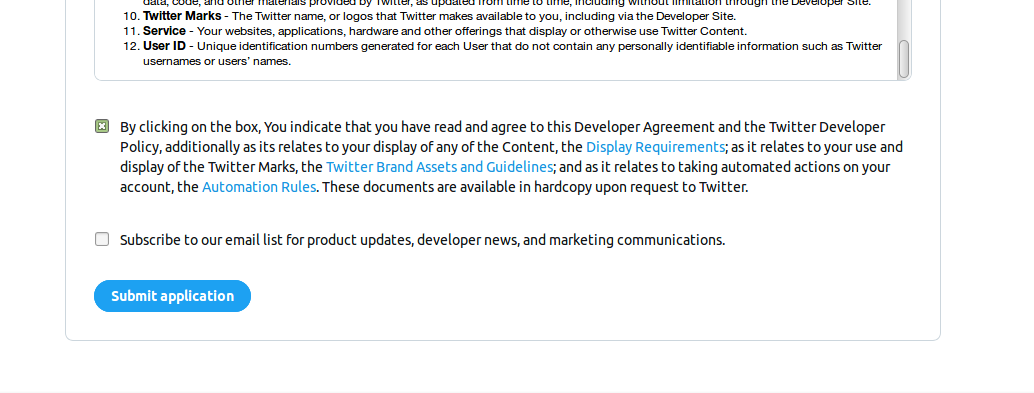 data, code, and other materials provided by Twitter, as updated from time to time, including without limitation through the Developer Site.
10. Twitter Marks - The Twitter name, or logos that Twitter makes available to you, including via the Developer Site.
11. Service - Your websites, applications, hardware and other offerings that display or otherwise use Twitter Content.
12. User ID - Unique identification numbers generated for each User that do not contain any personally identifiable information such as Twitter
usernames or users' names.
By clicking on the box, You indicate that you have read and agree to this Developer Agreement and the Twitter Developer
Policy, additionally as its relates to your display of any of the Content, the Display Requirements; as it relates to your use and
display of the Twitter Marks, the Twitter Brand Assets and Guidelines; and as it relates to taking automated actions on your
account, the Automation Rules. These documents are available in hardcopy upon request to Twitter.
Subscribe to our email list for product updates, developer news, and marketing communications.
Submit application